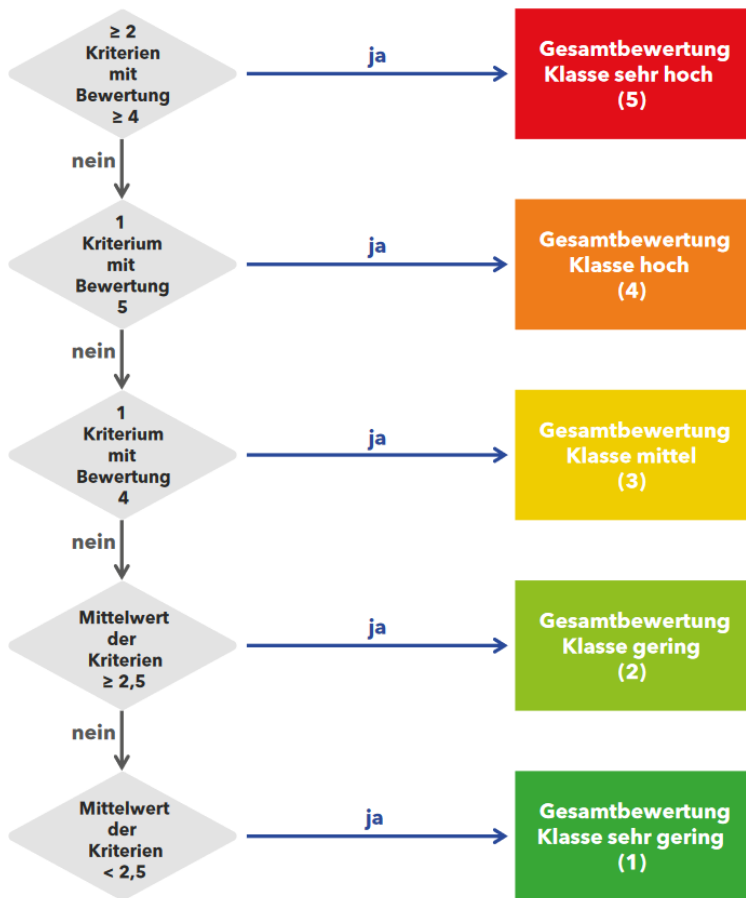 ≥ 2
Kriterien
mit
Bewertung
≥ 4
ja
Gesamtbewertung
Klasse sehr hoch
(5)
nein
1
Kriterium
mit
Bewertung
5
ja
Gesamtbewertung
Klasse hoch
(4)
nein
1
Kriterium
mit
Bewertung
4
ja
Gesamtbewertung
Klasse mittel
(3)
nein
Mittelwert
der
Kriterien
≥ 2,5
ja
Gesamtbewertung
Klasse gering
(2)
nein
Mittelwert
der
Kriterien
< 2,5
ja
Gesamtbewertung
Klasse sehr gering
(1)